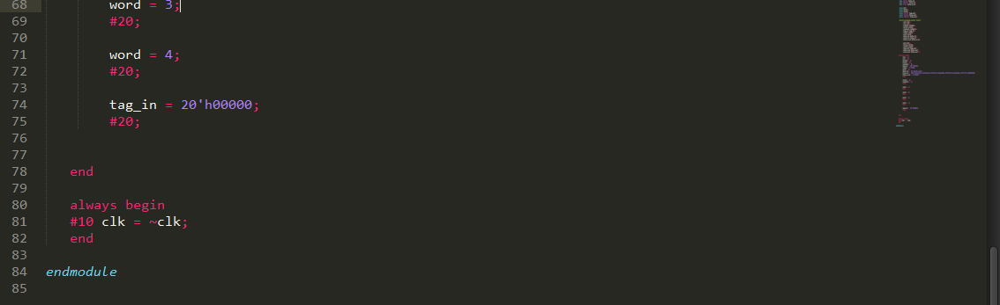 68 word = 3;
69 #20;
70
71 word = 4;
72 #20;
73
74 tag_in = 20'h00000;
75 #20;
76
77
78 end
79
80 always begin
81 #10 clk = ~clk;
82 end
83
84 endmodule
85